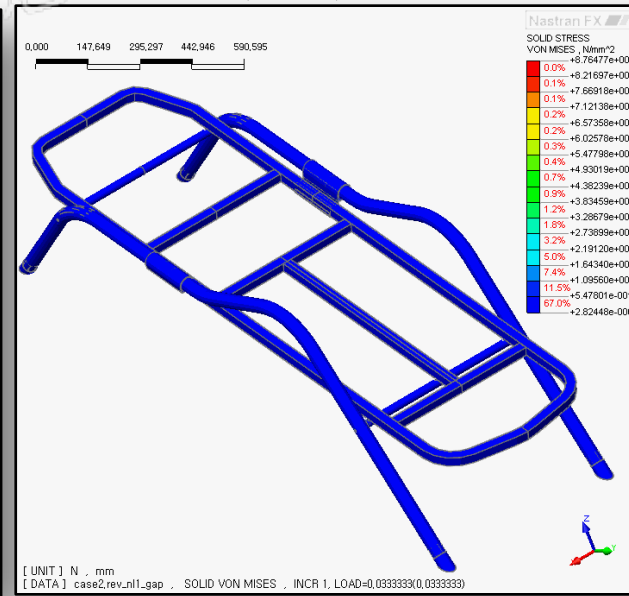 Nastran FX
SOLID STRESS
VON MISES , N/mm^2
0,000 147,649 295,297 442,946 590,595
+8.76477e+00
0.0%
+8.21697e+00
0.1%
+7.66918e+00
0.1%
+7.12138e+00
0.2%
+6.57358e+00
0.2%
+6.02578e+00
0.3%
+5.47798e+00
0.4%
+4.93019e+00
0.7%
+4.38239e+00
0.9%
+3.83459e+00
1.2%
+3.28679e+00
1.8%
+2.73899e+00
3.2%
+2.19120e+00
5.0%
+1.64340e+00
7.4%
+1.09560e+00
11.5%
+5.47801e-00
67.0%
+2.82448e-00
Z
Y
[ UNIT ] N , mm
[ DATA ] case2,rev_nl1_gap , SOLID VON MISES , INCR 1, LOAD=0,0333333(0,0333333)